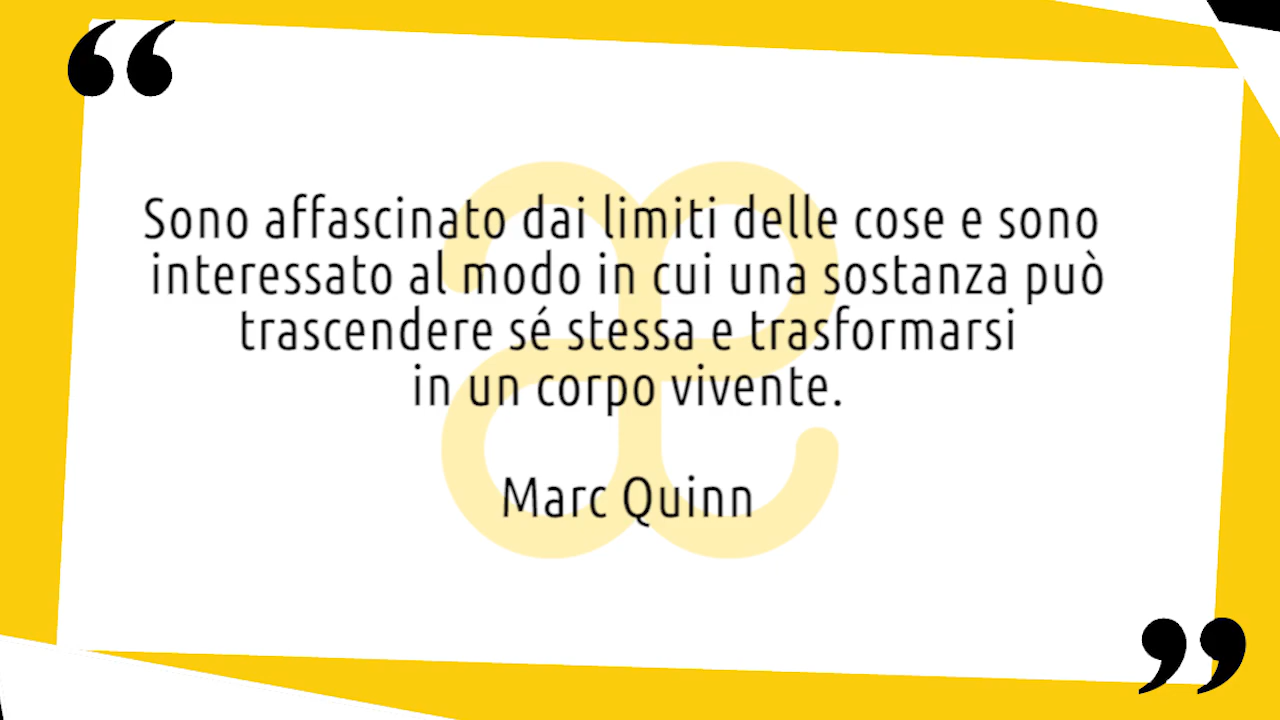 “
Sono affascinato dai limiti delle cose e sono
interessato al modo in cui una sostanza può
trascendere sé stessa e trasformarsi
in un corpo vivente.
Marc Quinn
”